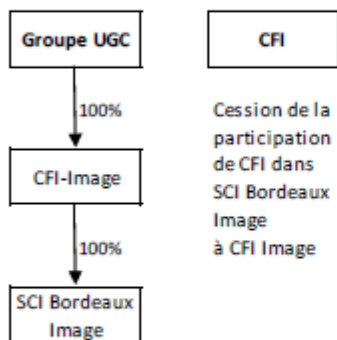 Groupe UGC
CFI
100%
Cession de la
participation
de CFI dans
SCI Bordeaux
Image
à CFI Image
CFI-Image
100%
SCI Bordeaux
Image